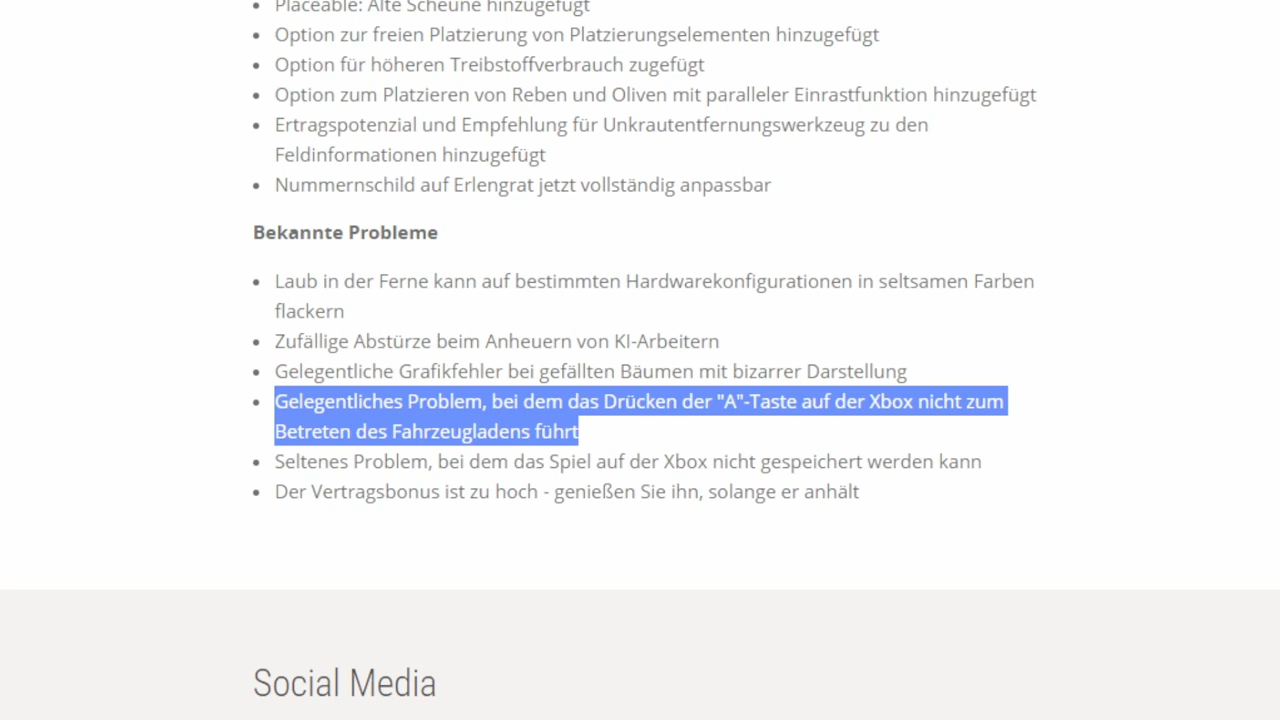 Placeable: Alte Scheune hinzugefügt
Option zur freien Platzierung von Platzierungselementen hinzugefügt
Option für höheren Treibstoffverbrauch zugefügt
Option zum Platzieren von Reben und Oliven mit paralleler Einrastfunktion hinzugefügt
Ertragspotenzial und Empfehlung für Unkrautentfernungswerkzeug zu den
Feldinformationen hinzugefügt
Nummernschild auf Erlengrat jetzt vollständig anpassbar
Bekannte Probleme
Laub in der Ferne kann auf bestimmten Hardwarekonfigurationen in seltsamen Farben
flackern
Zufällige Abstürze beim Anheuern von KI-Arbeitern
Gelegentliche Grafikfehler bei gefällten Bäumen mit bizarrer Darstellung
Gelegentliches Problem, bei dem das Drücken der "A"-Taste auf der Xbox nicht zum
Betreten des Fahrzeugladens führt
Seltenes Problem, bei dem das Spiel auf der Xbox nicht gespeichert werden kann
Der Vertragsbonus ist zu hoch - genießen Sie ihn, solange er anhält
Social Media